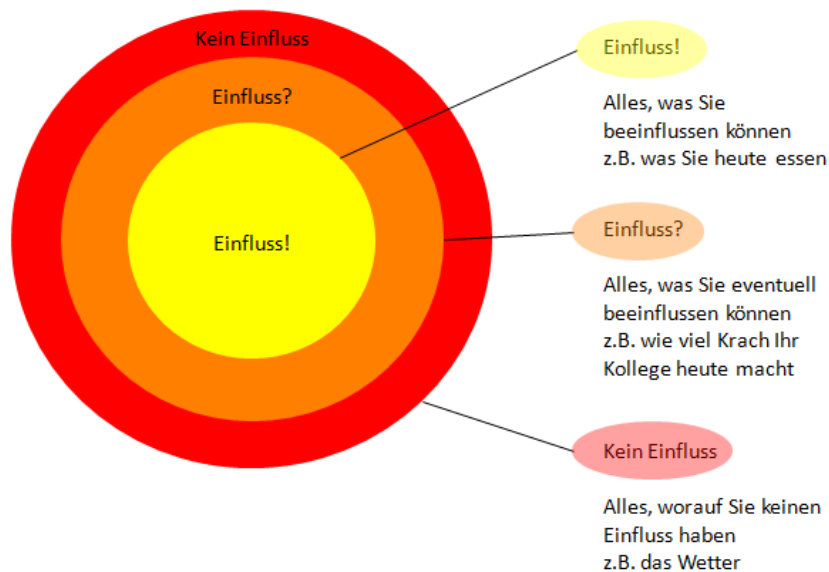 Kein Einfluss
Einfluss?
Einfluss!
Einfluss!
Alles, was Sie
beeinflussen können
z.B. was Sie heute essen
Einfluss?
Alles, was Sie eventuell
beeinflussen können
z.B. wie viel Krach Ihr
Kollege heute macht
Kein Einfluss
Alles, worauf Sie keinen
Einfluss haben
z.B. das Wetter